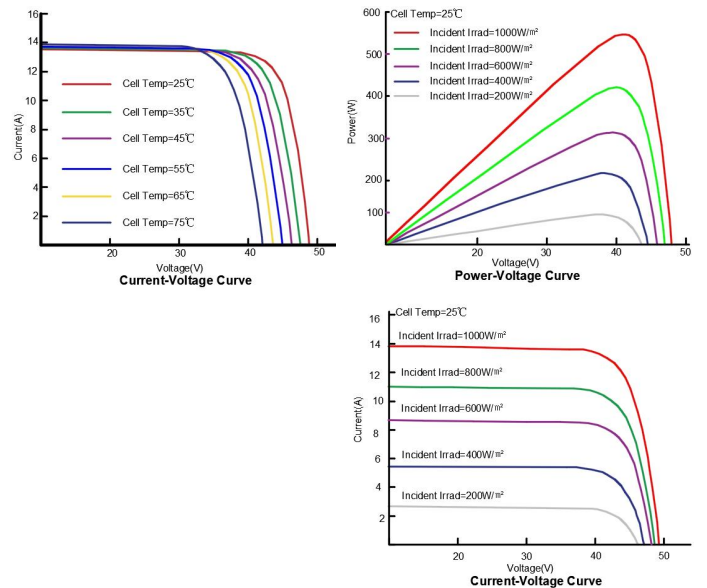 16
14
12
10
8
6
4
2
Current(A)
Cell Temp=25℃
Cell Temp=35℃
Cell Temp=45℃
Cell Temp=55℃
Cell Temp=65℃
Cell Temp=75℃
20
30
40
50
Voltage(V)
Current-Voltage Curve
600
500
400
300
200
100
Power(W)
Cell Temp=25℃
Incident Irrad=1000W/㎡
Incident Irrad=800W/㎡
Incident Irrad=600W/㎡
Incident Irrad=400W/㎡
Incident Irrad=200W/㎡
20
30
40
50
Voltage(V)
Power-Voltage Curve
16
14
12
10
8
6
4
2
Current(A)
Cell Temp=25℃
Incident Irrad=1000W/㎡
Incident Irrad=800W/㎡
Incident Irrad=600W/㎡
Incident Irrad=400W/㎡
Incident Irrad=200W/㎡
20
30
40
50
Voltage(V)
Current-Voltage Curve